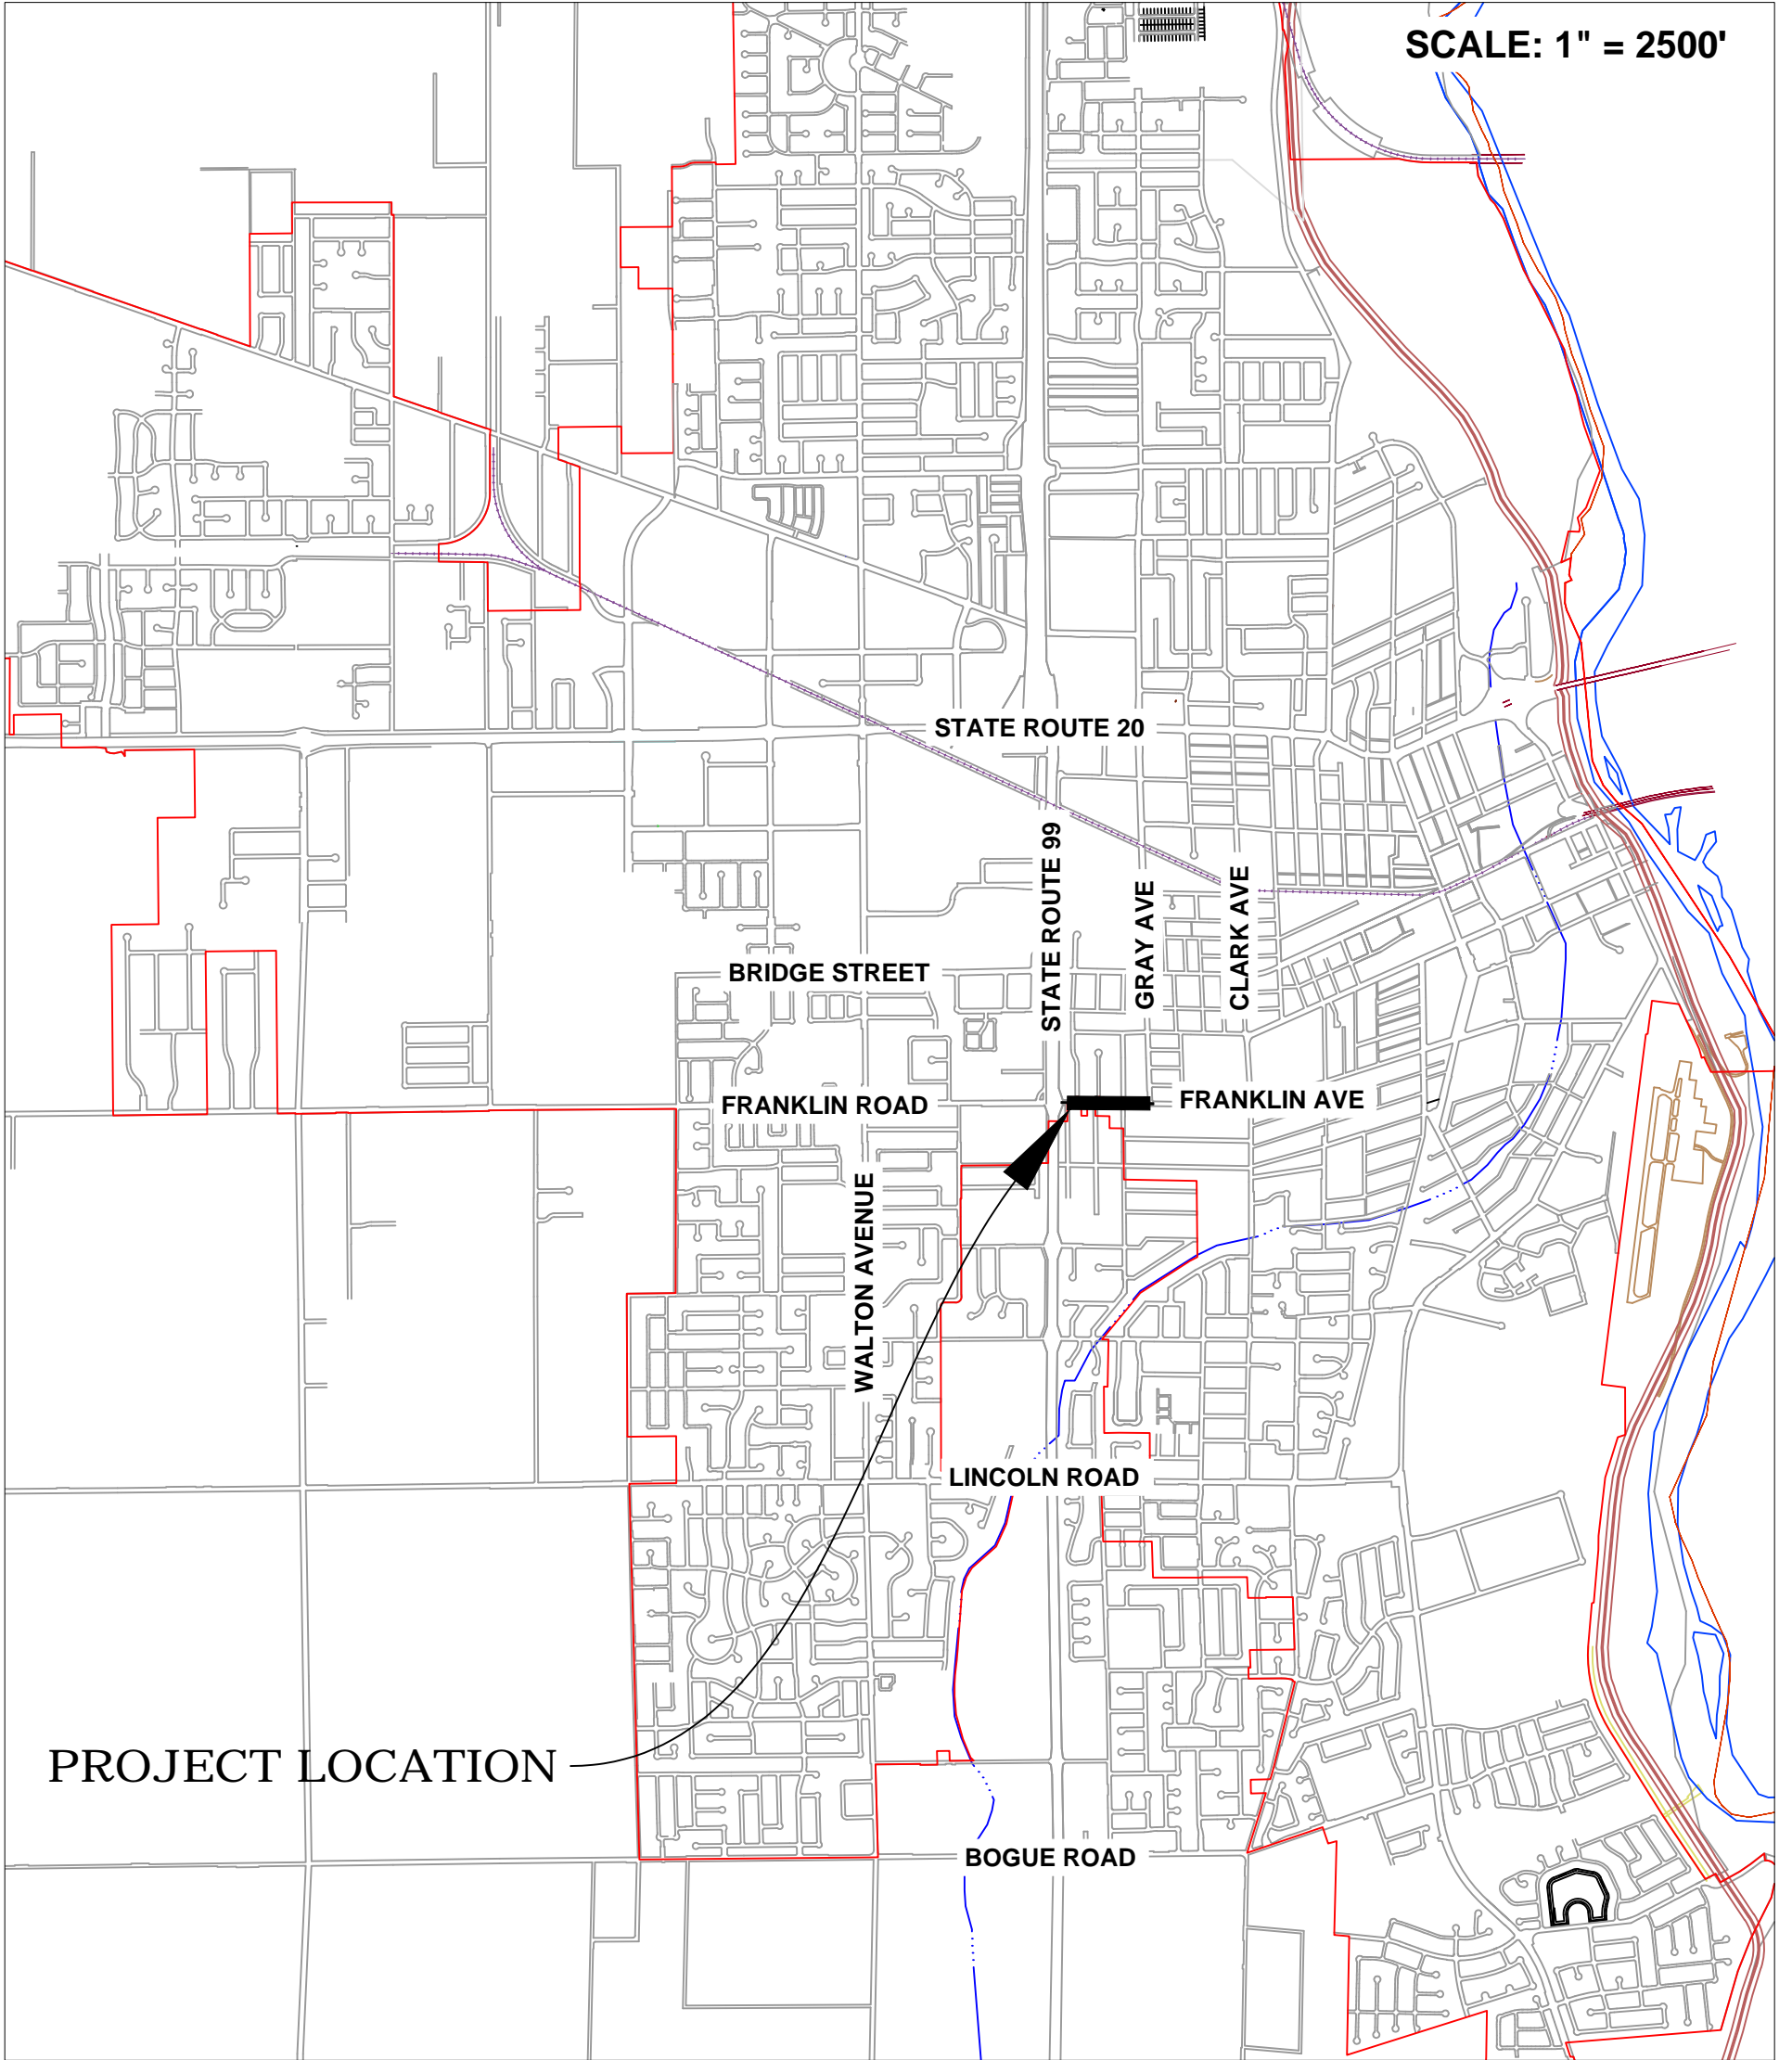 SCALE: 1" = 2500'
STATE ROUTE 20
STATE ROUTE 99
GRAY AVE
CLARK AVE
BRIDGE STREET
FRANKLIN ROAD
FRANKLIN AVE
WALTON AVENUE
LINCOLN ROAD
PROJECT LOCATION
BOGUE ROAD